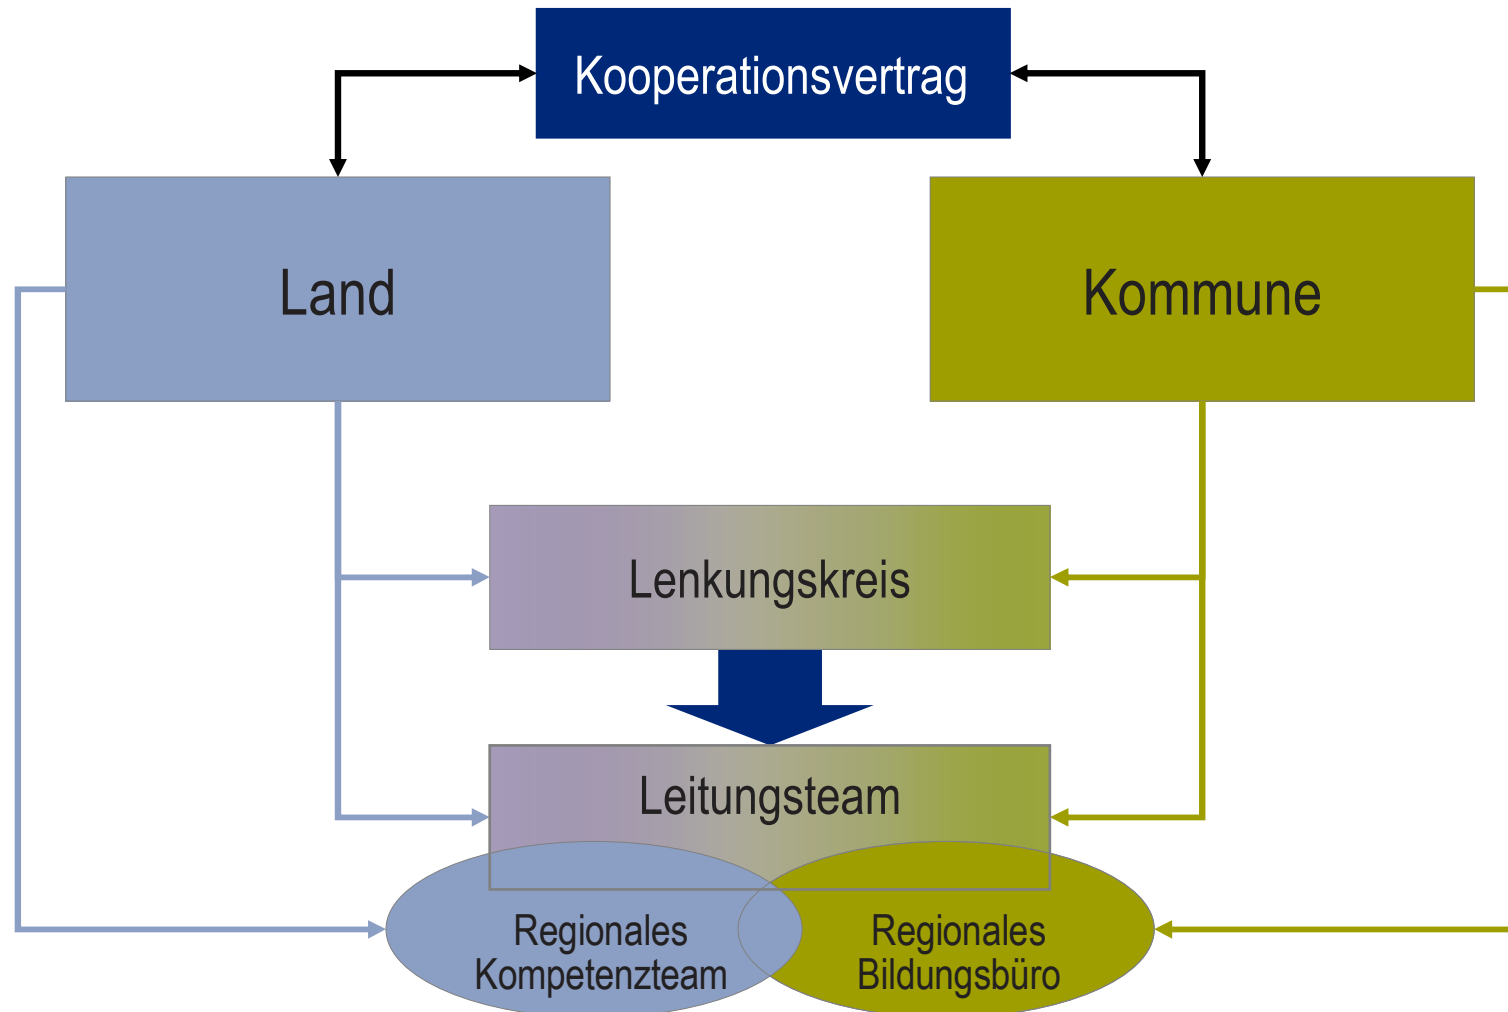 Kooperationsvertrag
Land
Kommune
Lenkungskreis
Leitungsteam
Regionales
Kompetenzteam
Regionales
Bildungsbüro